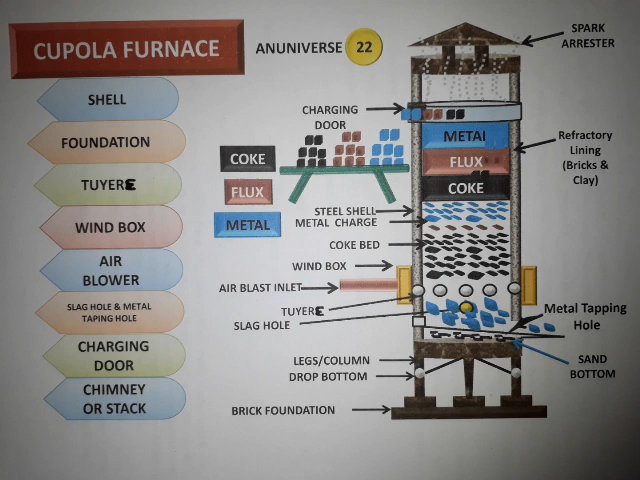 CUPOLA FURNACE
ANUNIVERSE 22
SHELL
FOUNDATION
TUYERE
WIND BOX
AIR
BLOWER
SLAG HOLE & METAL
TAPING HOLE
CHARGING
DOOR
CHIMNEY
OR STACK
SPARK
ARRESTER
CHARGING
DOOR
COKE
FLUX
METAL
METAL
FLUX
COKE
Refractory
Lining
(Bricks &
Clay)
STEEL SHELL
METAL CHARGE
COKE BED
WIND BOX
AIR BLAST INLET
TUYERE
SLAG HOLE
Metal Tapping
Hole
LEGS/COLUMN
DROP BOTTOM
SAND
BOTTOM
BRICK FOUNDATION